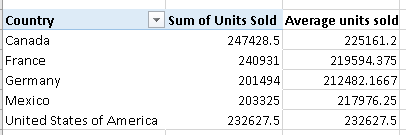 Country Sum of Units Sold Average units sold
Canada 247428.5 225161.2
France 240931 219594.375
Germany 201494 212482.1667
Mexico 203325 217976.25
United States of America 232627.5 232627.5